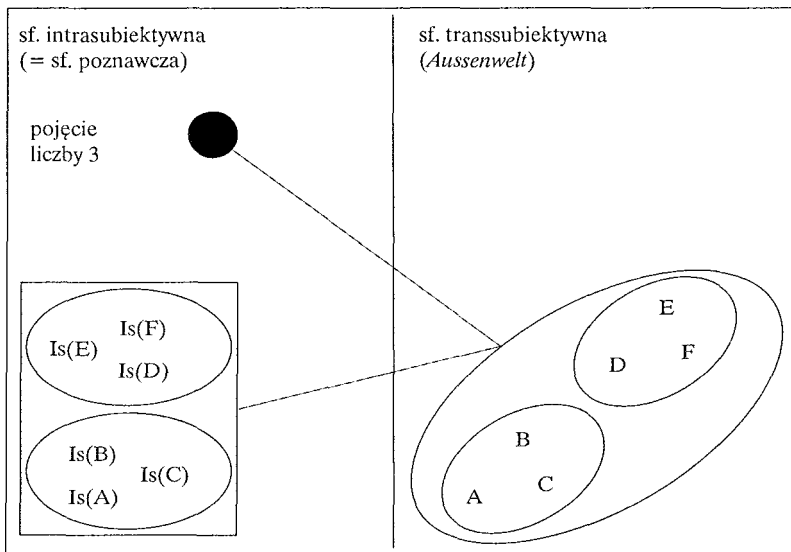 sf. intrasubiektywna
(= sf. poznawcza)
pojęcie
liczby 3
Is(F)
Is(E)
Is(D)
Is(B)
Is(C)
Is(A)
sf. transsubiektywna
(Aussenwelt)
E
D
F
B
C
A